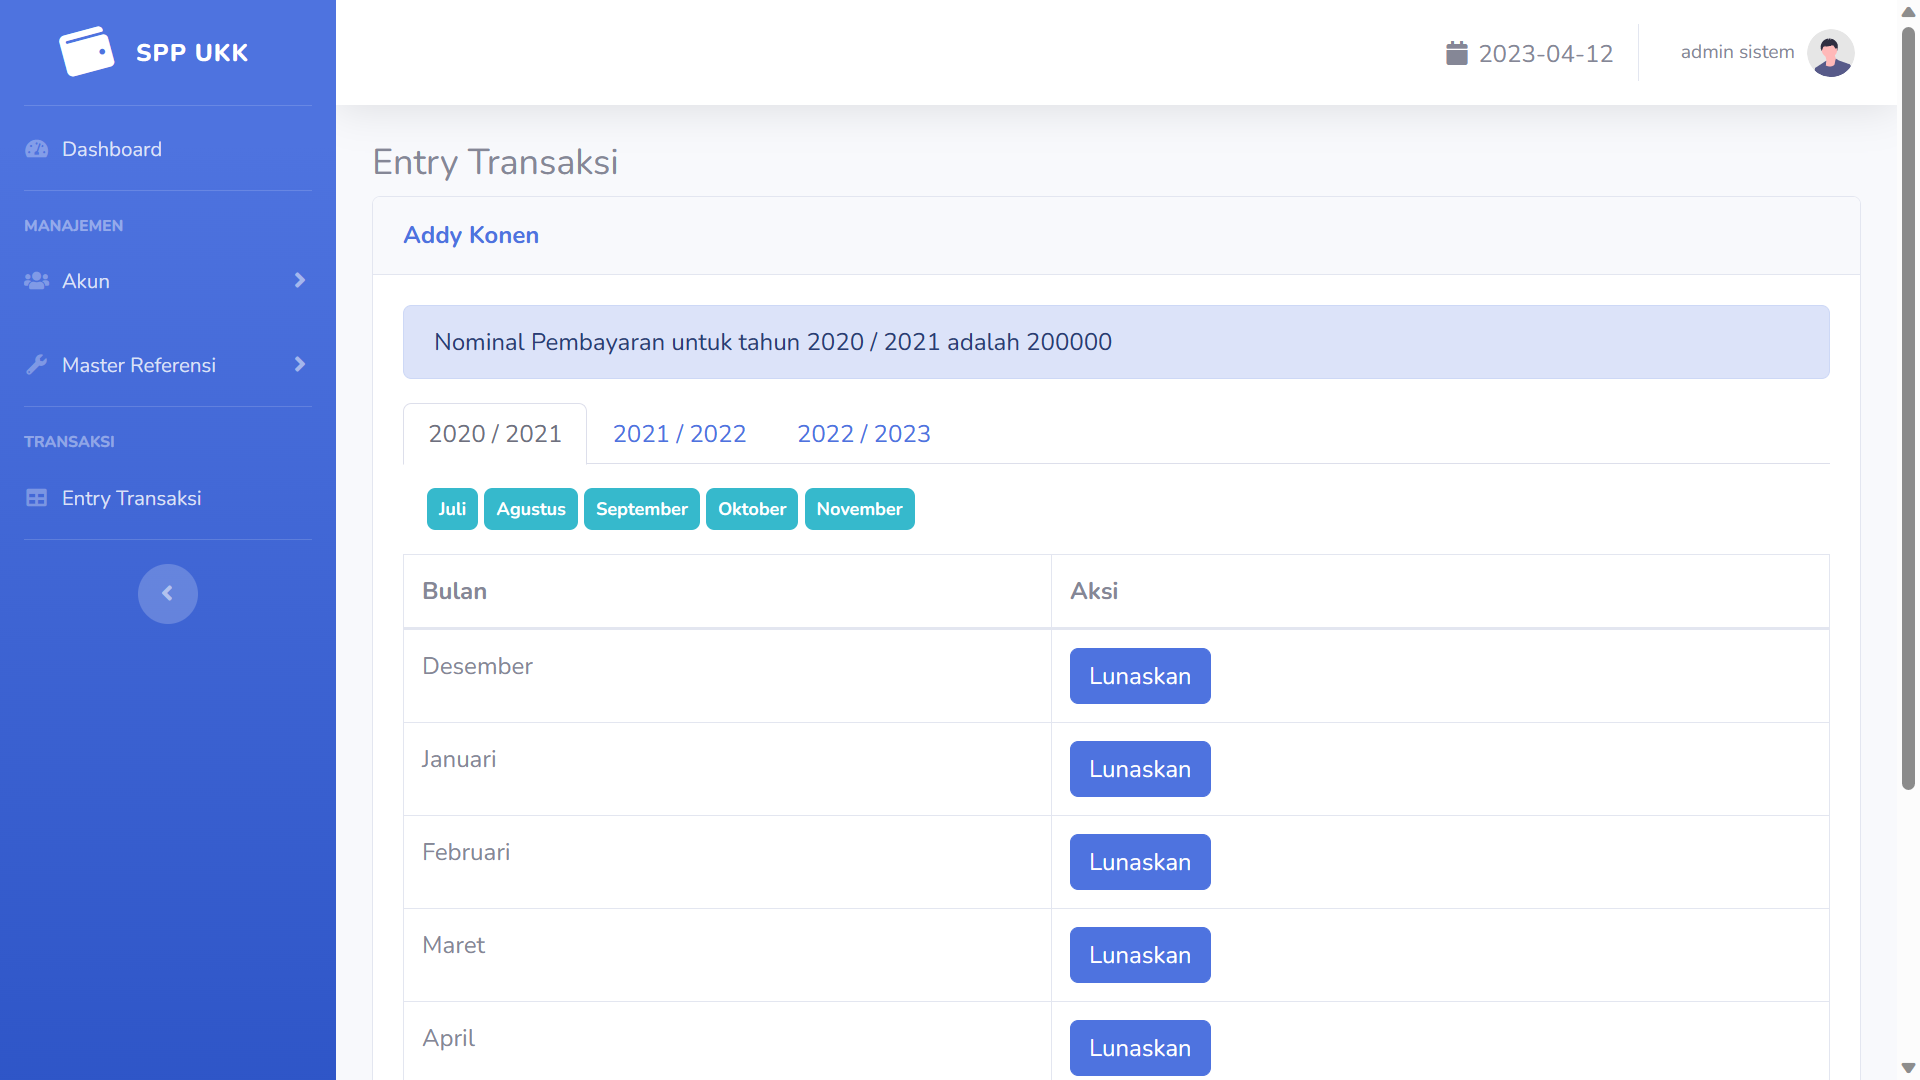 SPP UKK
2023-04-12
admin sistem
Dashboard
MANAJEMEN
Akun
Master Referensi
TRANSAKSI
Entry Transaksi
Entry Transaksi
Addy Konen
Nominal Pembayaran untuk tahun 2020 / 2021 adalah 200000
2020 / 2021 2021 / 2022 2022 / 2023
Juli Agustus September Oktober November
Bulan Aksi
Desember Lunaskan
Januari Lunaskan
Februari Lunaskan
Maret Lunaskan
April Lunaskan